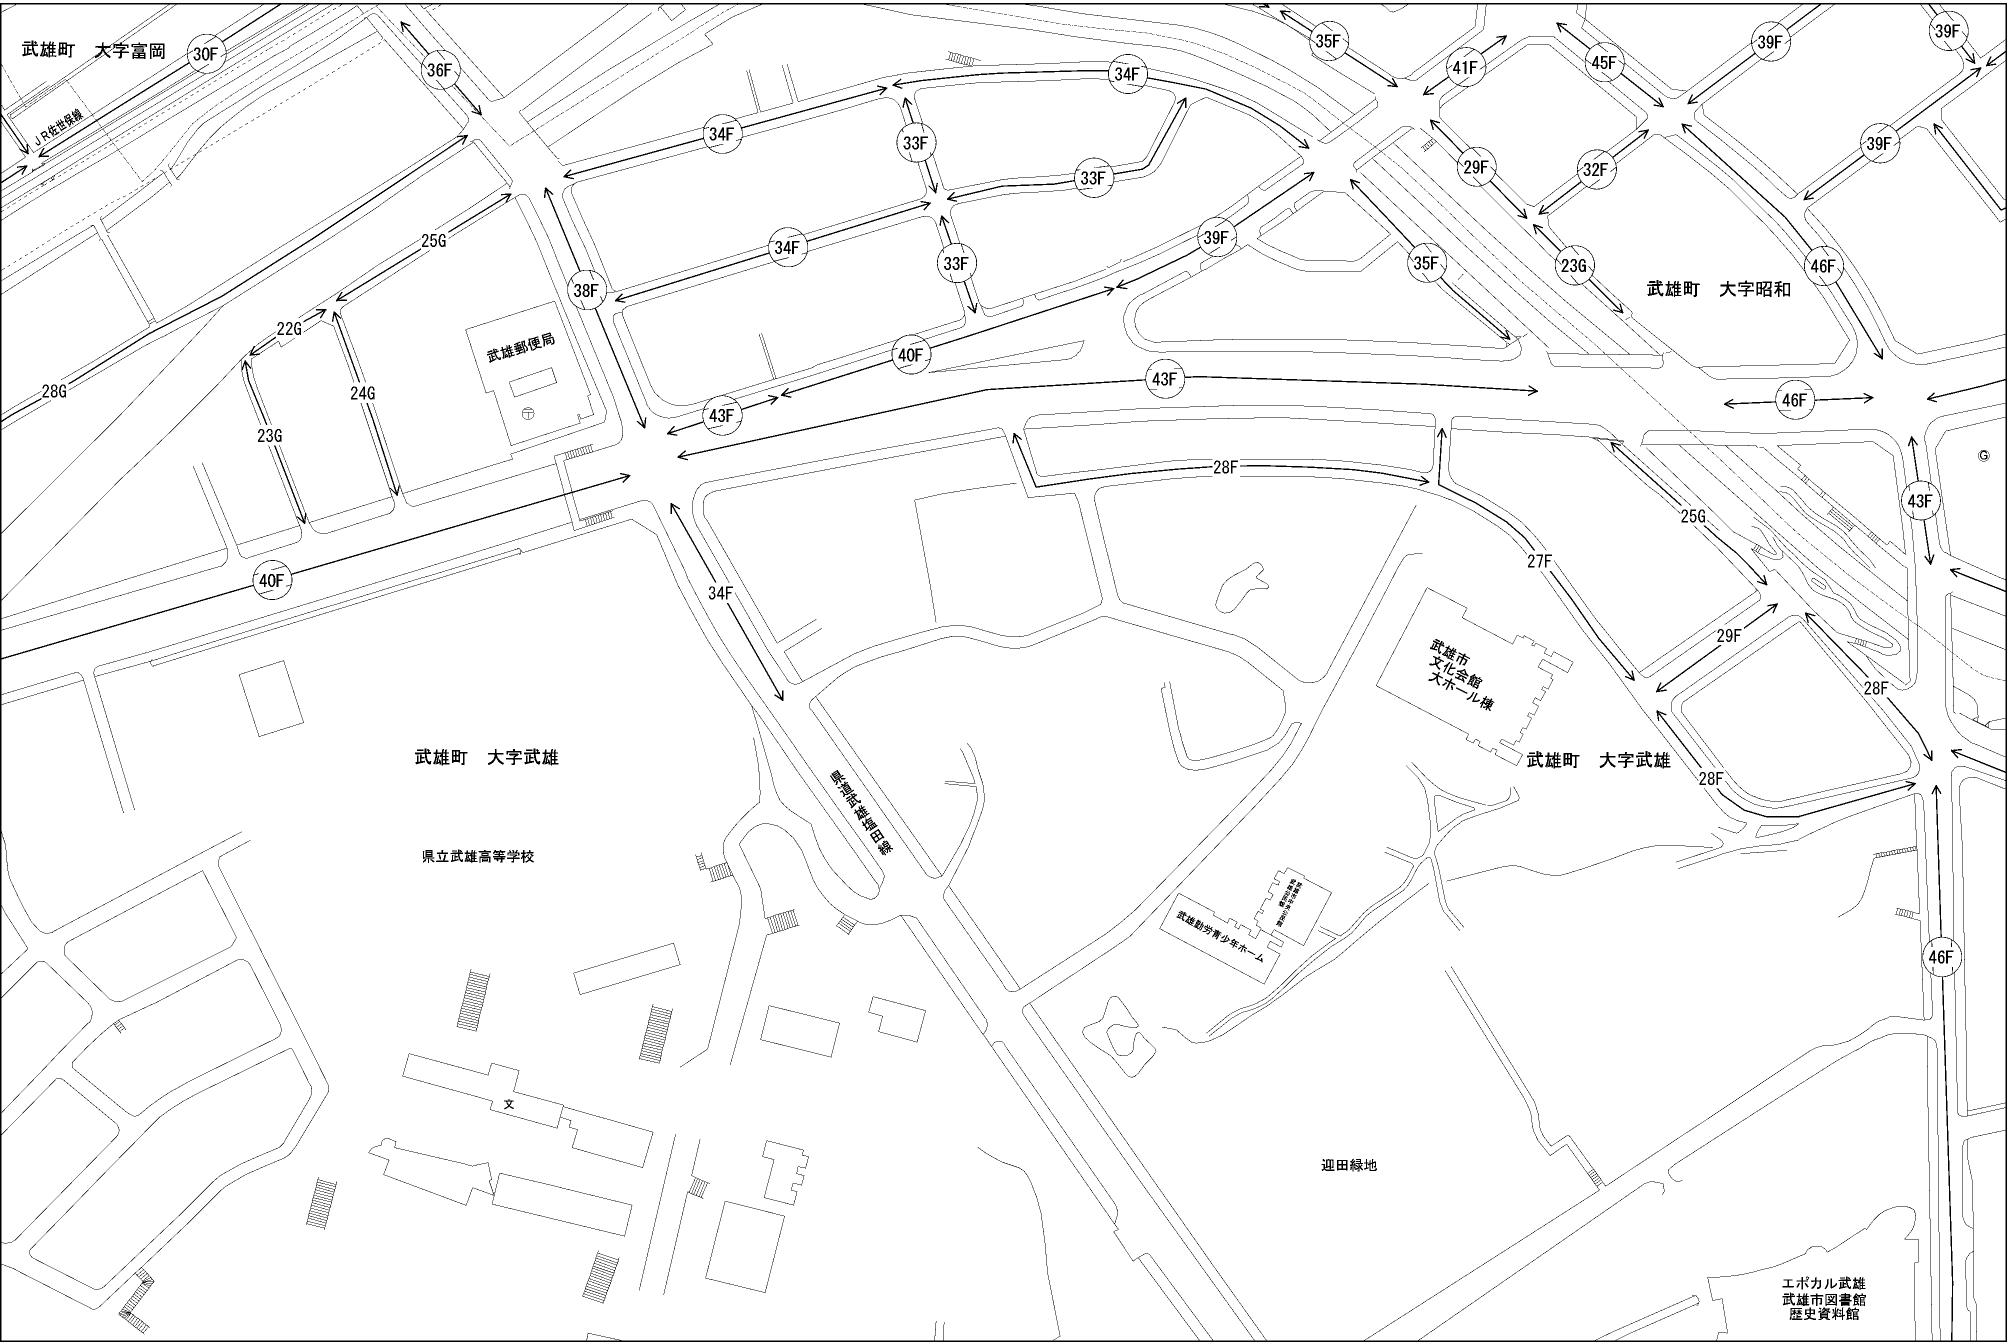 35F
39F
39F
武雄町　大字富岡
30F
36F
41F
45F
34F
JR佐世保線
34F
33F
39F
29F
32F
33F
25G
34F
39F
33F
35F
23G
46F
38F
武雄町　大字昭和
22G
武雄郵便局
40F
28G
24G
43F
46F
43F
23G
G
28F
43F
25G
27F
40F
34F
29F
武雄市
文化会館
大ホール棟
28F
武雄町　大字武雄
武雄町　大字武雄
28F
県道武雄塩田線
県立武雄高等学校
武雄勤労青少年ホーム
46F
文
迎田緑地
エポカル武雄
武雄市図書館
歴史資料館